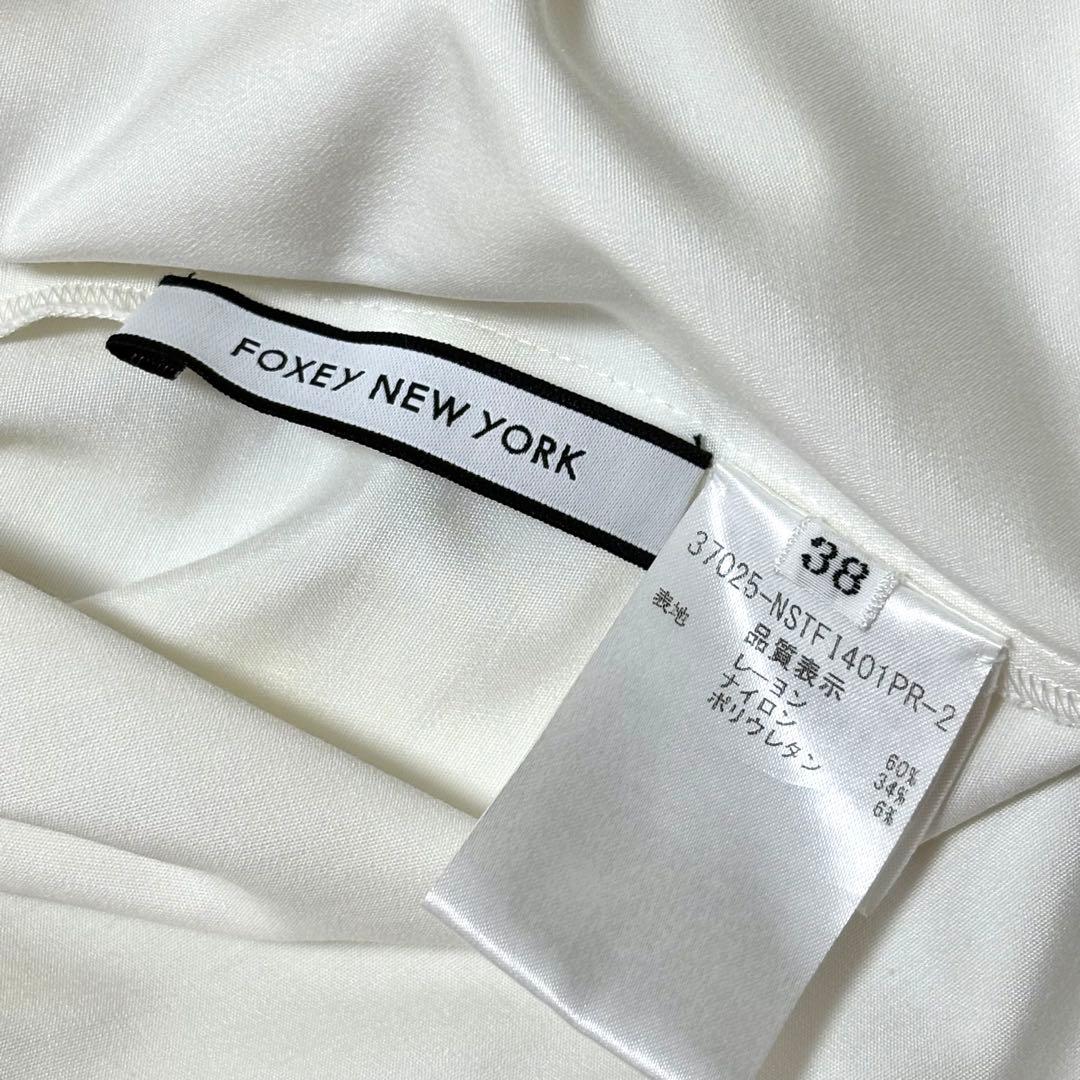 FOXEY NEW YORK
38
37025-NSTF1401PR-2
品質表示
表地 レーヨン 60%
ナイロン 34%
ポリウレタン 6%